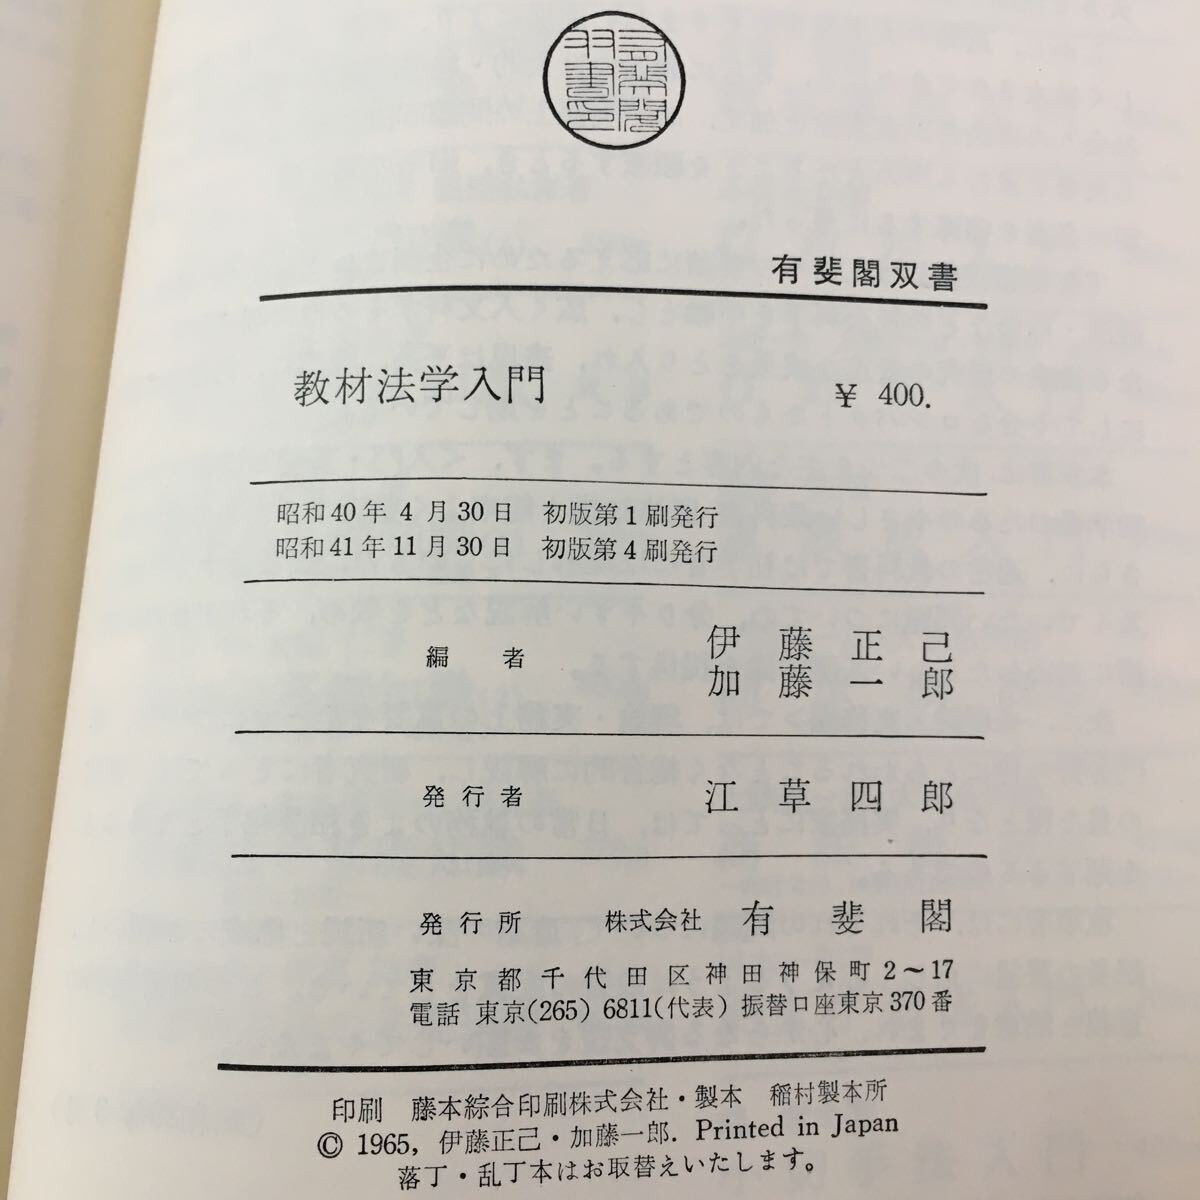 有斐閣双書印
有斐閣双書
教材法学入門 ¥ 400.
昭和40年4月30日 初版第1刷発行
昭和41年11月30日 初版第4刷発行
編者 伊藤正己
加藤一郎
発行者 江草四郎
発行所 株式会社 有斐閣
東京都千代田区神田神保町2〜17
電話 東京(265) 6811(代表) 振替口座東京370番
印刷 藤本綜合印刷株式会社・製本 稲村製本所
© 1965, 伊藤正己・加藤一郎. Printed in Japan
落丁・乱丁本はお取替えいたします。